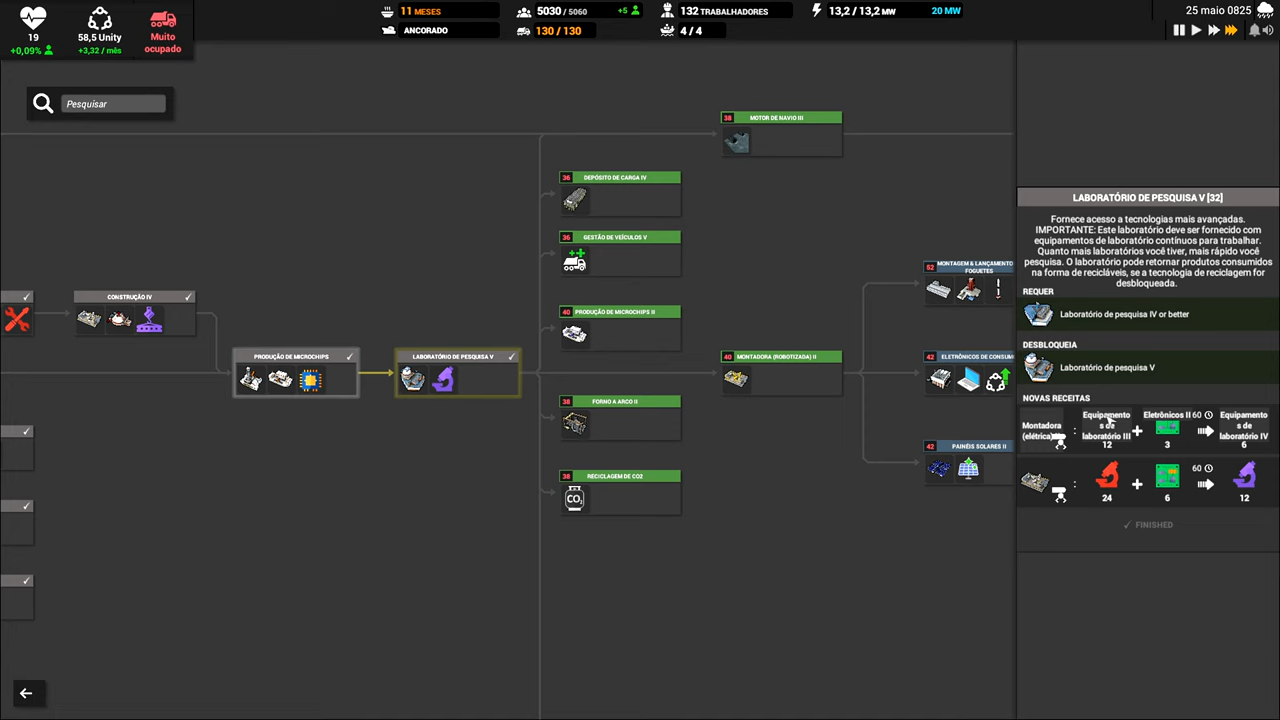 11 MESES
5030 / 5060
+5
132 TRABALHADORES
13,2 / 13,2 MW
20 MW
25 maio 0825
19
+0,09%
58,5 Unity
+3,32 / mês
Muito
ocupado
ANCORADO
130 / 130
4 / 4
Pesquisar
38
MOTOR DE NAVIO III
36
DEPÓSITO DE CARGA IV
36
GESTÃO DE VEÍCULOS V
40
PRODUÇÃO DE MICROCHIPS II
52
MONTAGEM & LANÇAMENTO
FOGUETES
CONSTRUÇÃO IV
PRODUÇÃO DE MICROCHIPS
LABORATÓRIO DE PESQUISA V
40
MONTADORA (ROBOTIZADA) II
42
ELETRÔNICOS DE CONSUM
38
FORNO A ARCO II
42
PAINÉIS SOLARES II
38
RECICLAGEM DE CO2
CO₂
LABORATÓRIO DE PESQUISA V [32]
Fornece acesso a tecnologias mais avançadas.
IMPORTANTE: Este laboratório deve ser fornecido com
equipamentos de laboratório contínuos para trabalhar.
Quanto mais laboratórios você tiver, mais rápido você
pesquisa. O laboratório pode retornar produtos consumidos
na forma de recicláveis, se a tecnologia de reciclagem for
desbloqueada.
REQUER
Laboratório de pesquisa IV or better
DESBLOQUEIA
Laboratório de pesquisa V
NOVAS RECEITAS
Montadora
(elétrica)
:
Equipamento
s de
laboratório III
12
+
Eletrônicos II
3
60
Equipamento
s de
laboratório IV
6
:
24
+
6
60
12
✓ FINISHED